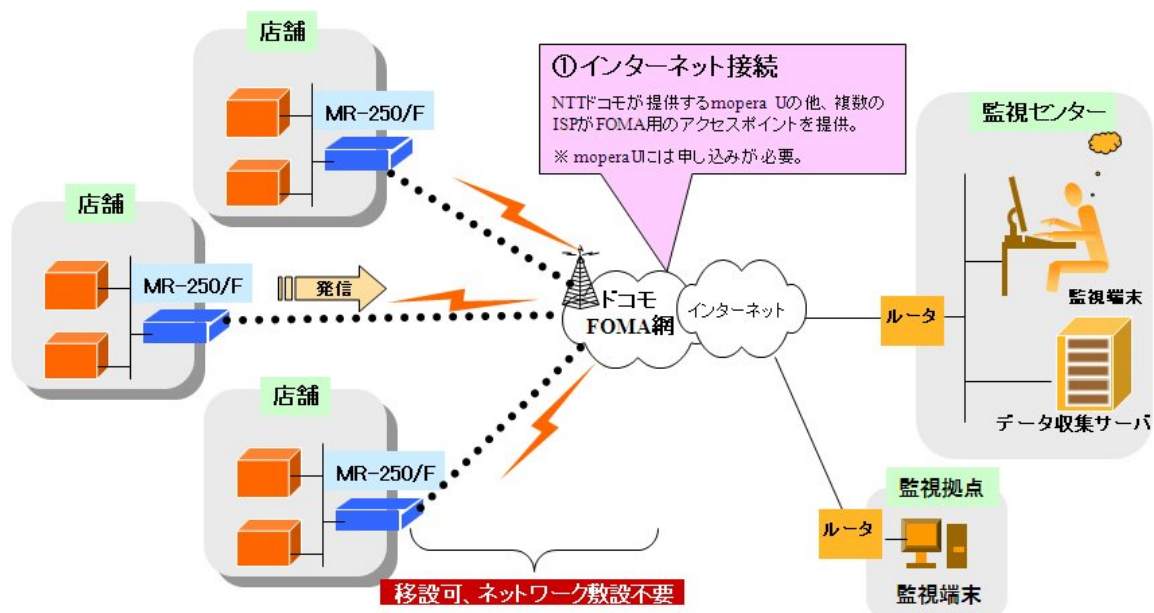 店舗
MR-250/F
店舗
MR-250/F
発信
店舗
MR-250/F
移設可、ネットワーク敷設不要
①インターネット接続
NTTドコモが提供するmopera Uの他、複数の
ISPがFOMA用のアクセスポイントを提供。
※ moperaUには申し込みが必要。
ドコモ
FOMA網
インターネット
監視センター
ルータ
監視端末
データ収集サーバ
監視拠点
ルータ
監視端末